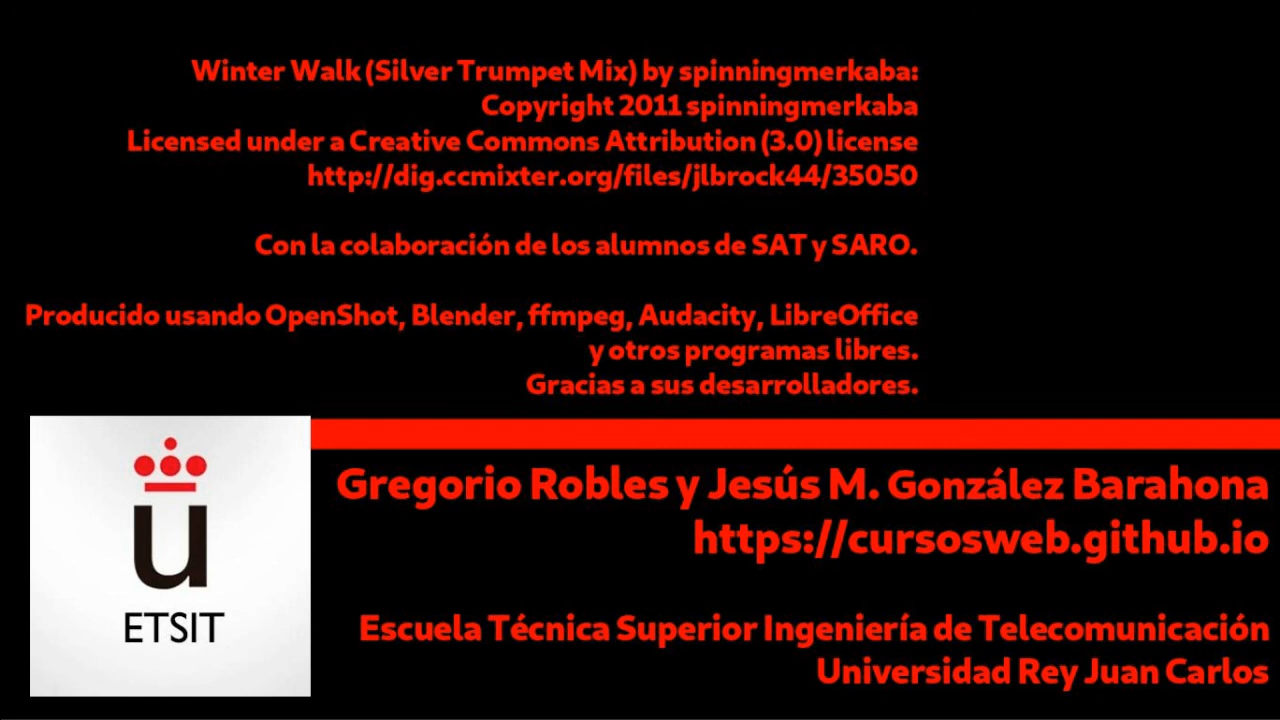 Winter Walk (Silver Trumpet Mix) by spinningmerkaba:
Copyright 2011 spinningmerkaba
Licensed under a Creative Commons Attribution (3.0) license
http://dig.ccmixter.org/files/jlbrock44/35050
Con la colaboración de los alumnos de SAT y SARO.
Producido usando OpenShot, Blender, ffmpeg, Audacity, LibreOffice
y otros programas libres.
Gracias a sus desarrolladores.
u
ETSIT
Gregorio Robles y Jesús M. González Barahona
https://cursosweb.github.io
Escuela Técnica Superior Ingeniería de Telecomunicación
Universidad Rey Juan Carlos